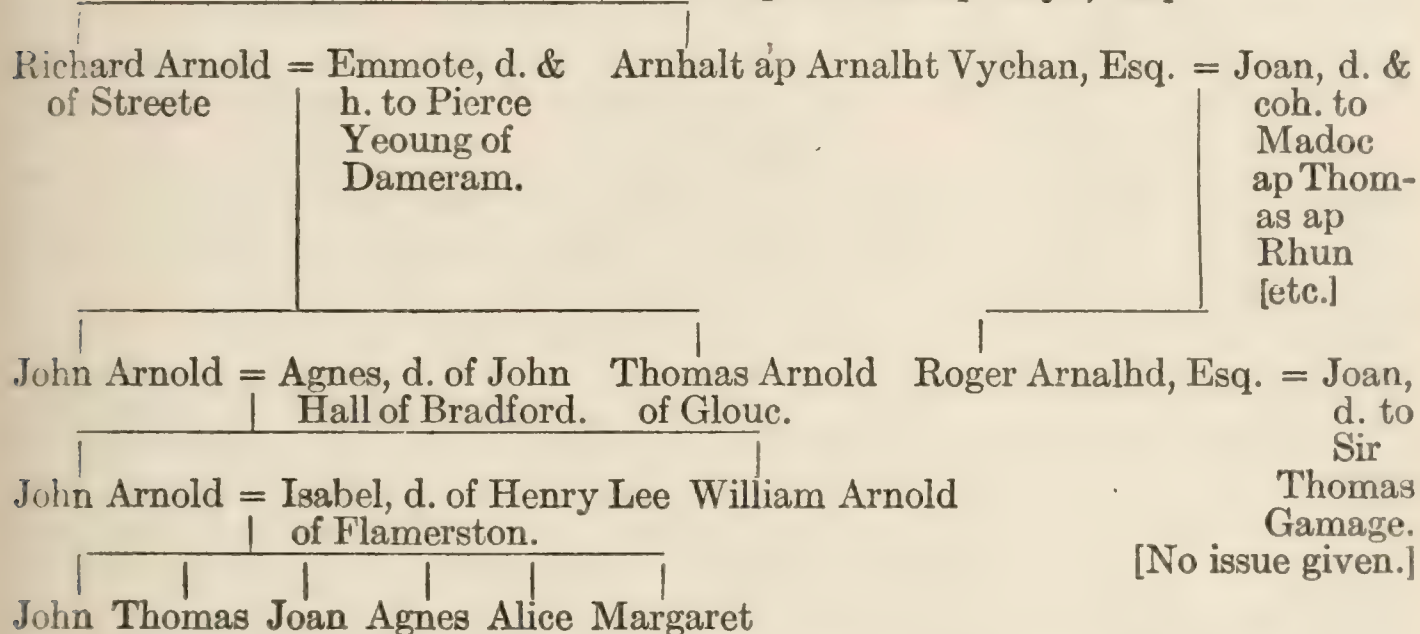 Richard Arnold = Emmote, d. & Arnhalt ap Arnalht Vychan, Esq. = Joan, d. &
of Streete h. to Pierce coh. to
Yeoung of Madoc
Dameram. ap Thom-
as ap
Rhun
[etc.]
John Arnold = Agnes, d. of John Thomas Arnold Roger Arnalhd, Esq. = Joan,
Hall of Bradford. of Glouc. d. to
Sir
John Arnold = Isabel, d. of Henry Lee William Arnold Thomas
of Flamerston. Gamage.
[No issue given.]
John Thomas Joan Agnes Alice Margaret